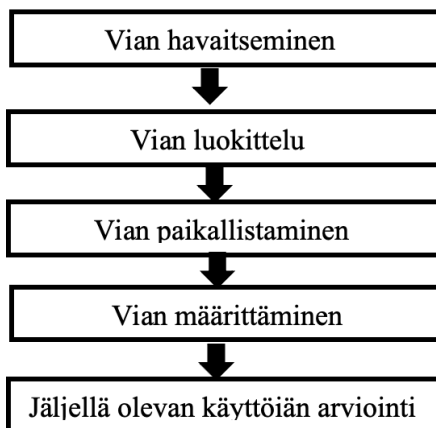 Vian havaitseminen
Vian luokittelu
Vian paikallistaminen
Vian määrittäminen
Jäljellä olevan käyttöiän arviointi